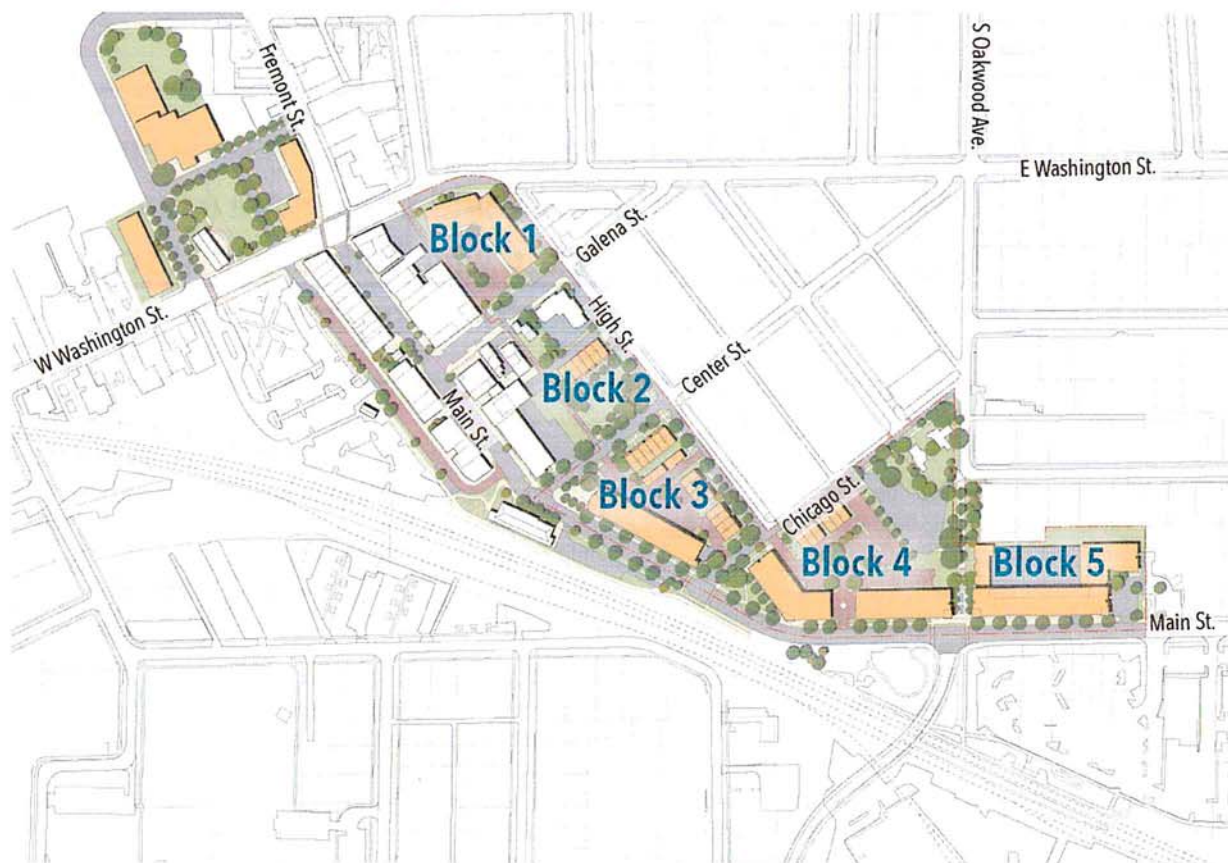 Fremont St.
S Oakwood Ave.
E Washington St.
Block 1
Galena St.
High St.
W Washington St.
Block 2
Center St.
Main St.
Block 3
Chicago St.
Block 4
Block 5
Main St.